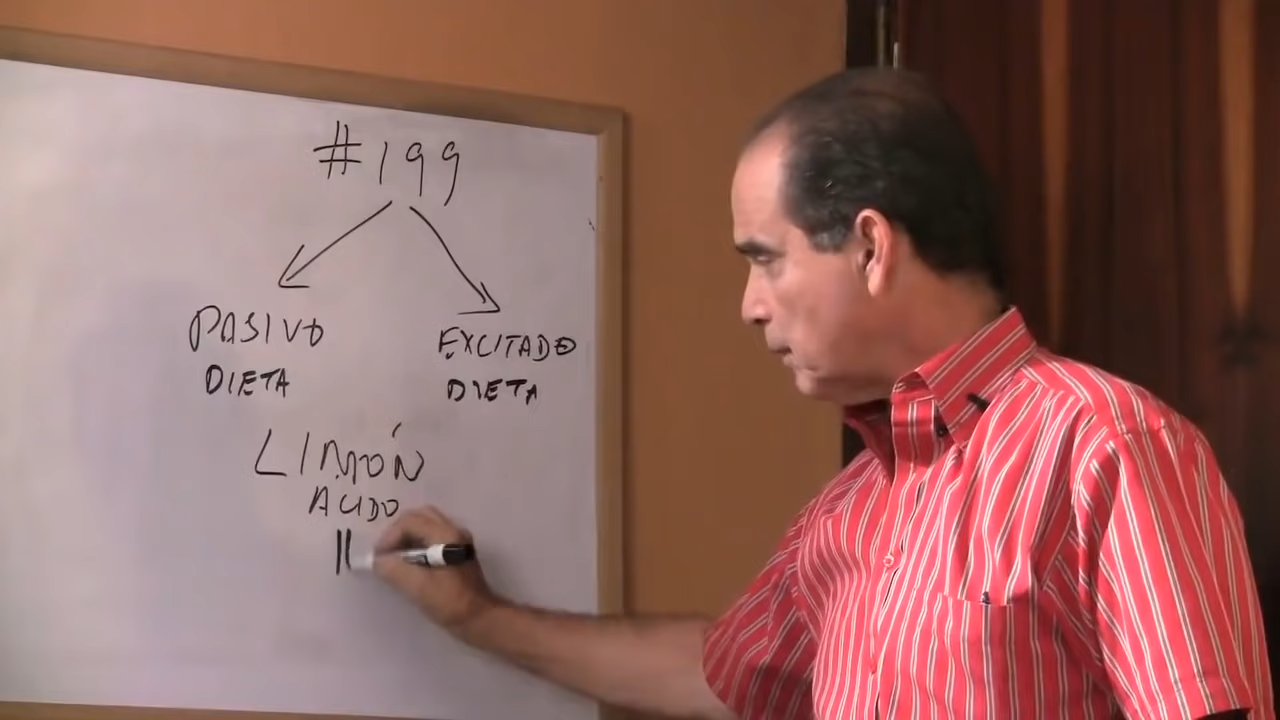 #199
PASIVO EXCITADO
DIETA DIETA
LIMÓN
ACIDO